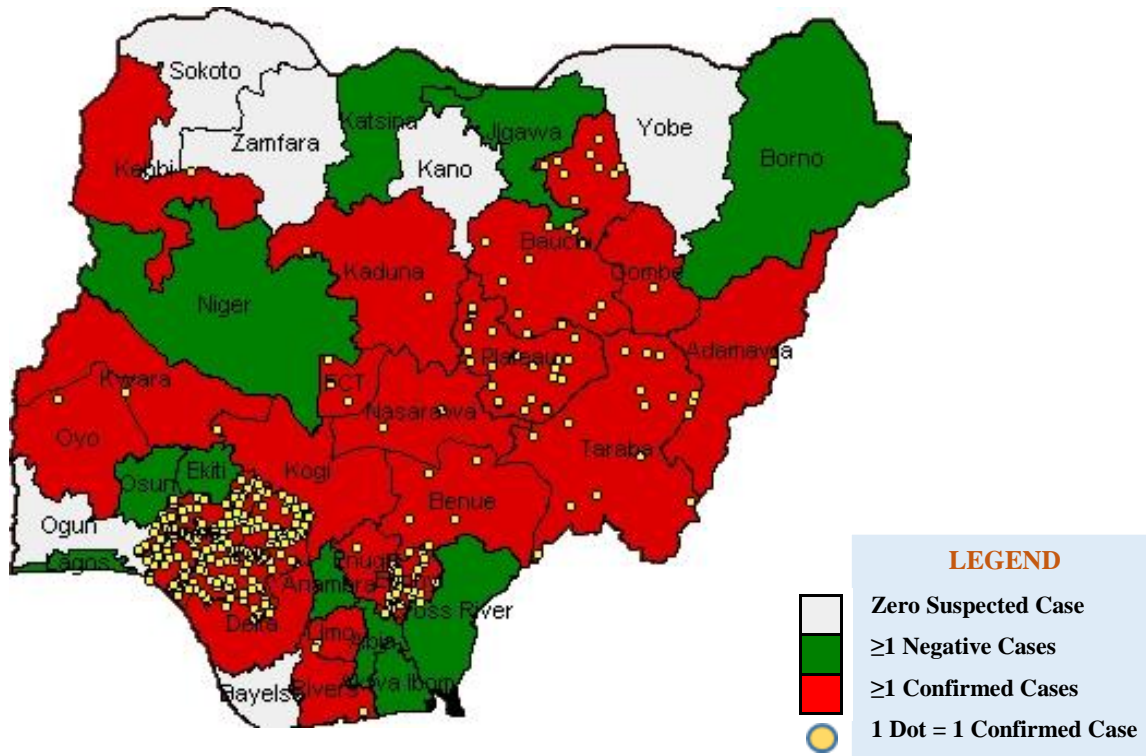 Sokoto
Katsina
Jigawa
Yobe
Zamfara
Kebbi
Kano
Borno
Bauchi
Kaduna
Gombe
Niger
Adamawa
Plateau
Kwara
FCT
Nasarawa
Oyo
Taraba
Ekiti
Kogi
Osun
Benue
Ogun
Lagos
Enugu
Anambra
Cross River
Delta
Imo
Abia
Bayelsa
Rivers
Akwa Ibom
LEGEND
Zero Suspected Case
≥1 Negative Cases
≥1 Confirmed Cases
1 Dot = 1 Confirmed Case